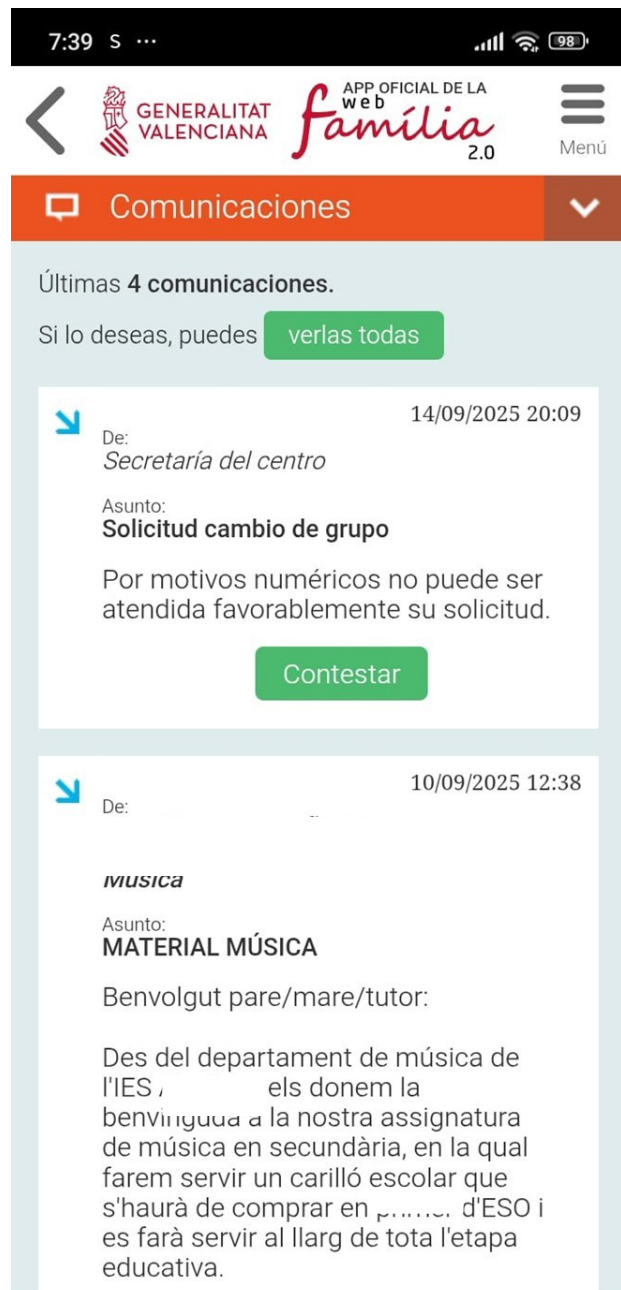 7:39 S ...
98
GENERALITAT
VALENCIANA
APP OFICIAL DE LA
web
família
2.0
Menú
Comunicaciones
Últimas 4 comunicaciones.
Si lo deseas, puedes verlas todas
14/09/2025 20:09
De:
Secretaría del centro
Asunto:
Solicitud cambio de grupo
Por motivos numéricos no puede ser
atendida favorablemente su solicitud.
Contestar
10/09/2025 12:38
De:
Música
Asunto:
MATERIAL MÚSICA
Benvolgut pare/mare/tutor:
Des del departament de música de
l'IES els donem la
benvinguda a la nostra assignatura
de música en secundària, en la qual
farem servir un carilló escolar que
s'haurà de comprar en primer d'ESO i
es farà servir al llarg de tota l'etapa
educativa.